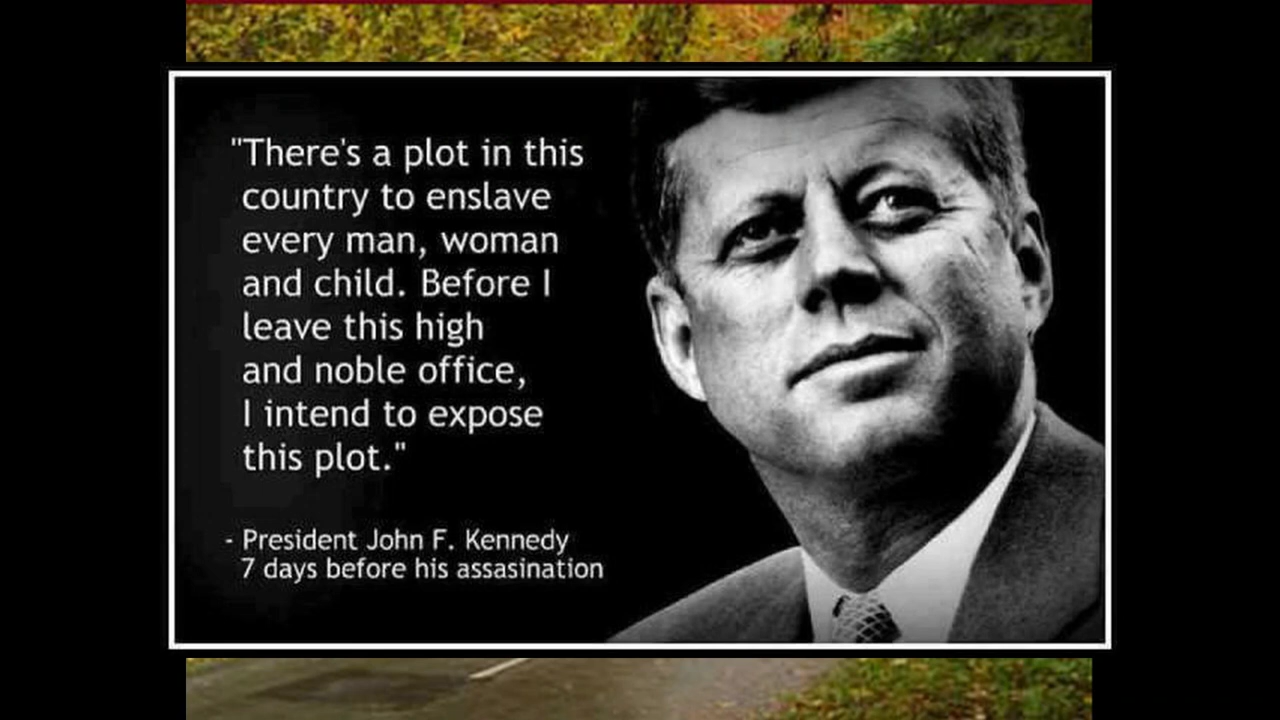 "There's a plot in this
country to enslave
every man, woman
and child. Before I
leave this high
and noble office,
I intend to expose
this plot."
- President John F. Kennedy
7 days before his assasination